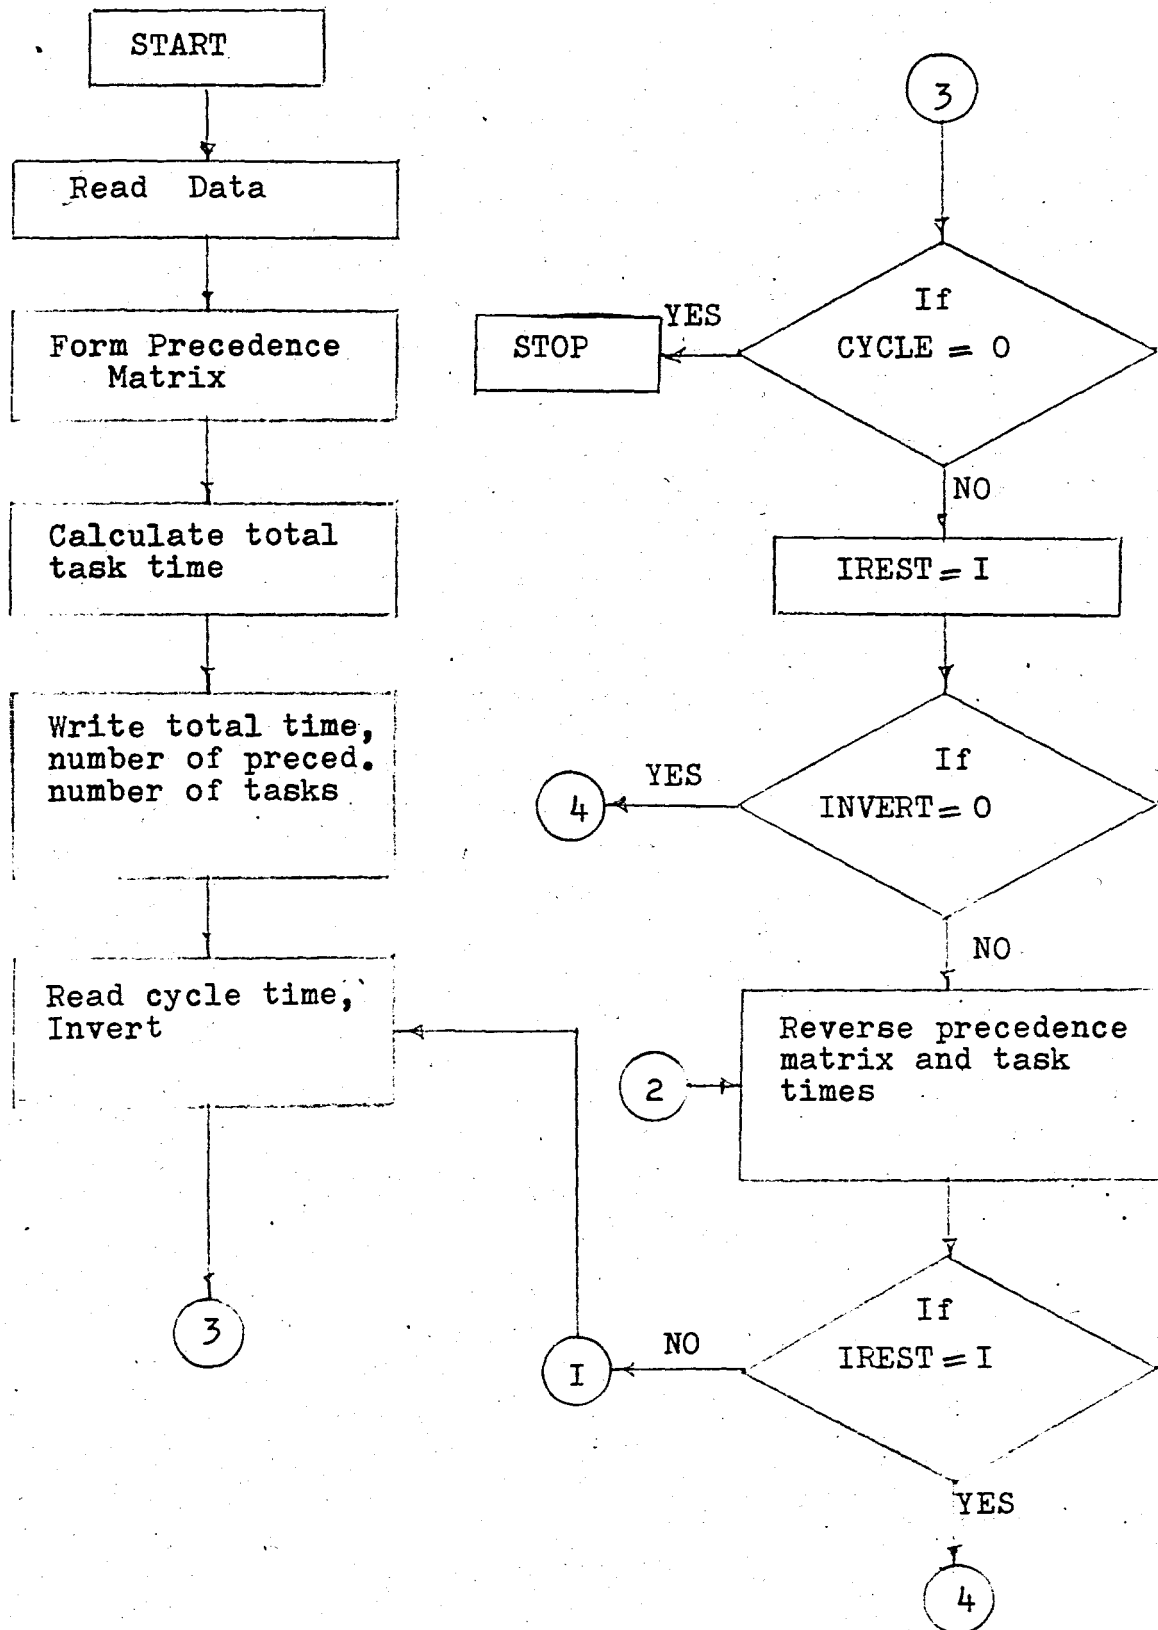 START
Read Data
Form Precedence
Matrix
Calculate total
task time
Write total time,
number of preced.
number of tasks
Read cycle time,
Invert
3
3
If
CYCLE = O
YES
STOP
NO
IREST = I
If
INVERT = O
YES
4
NO
Reverse precedence
matrix and task
times
2
If
IREST = I
NO
I
YES
4